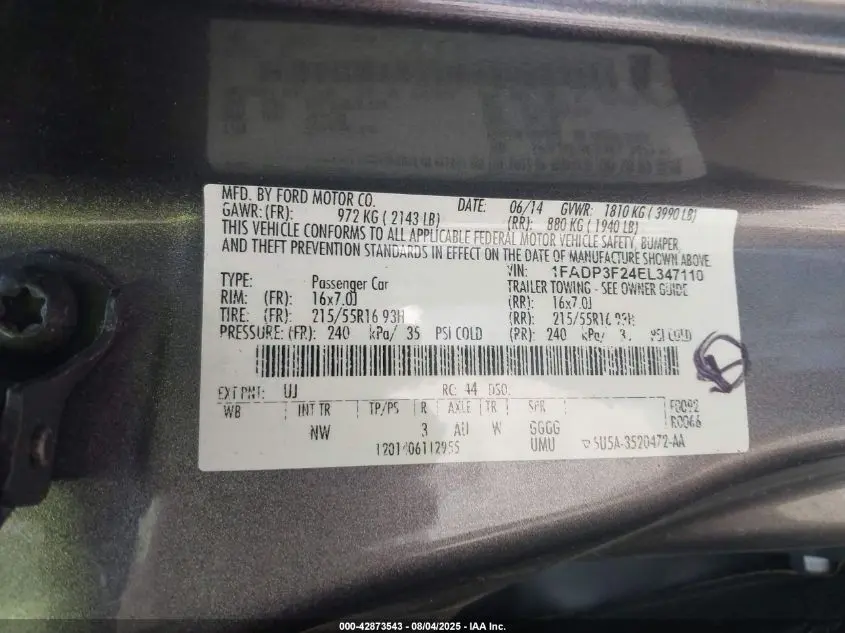 MFD. BY FORD MOTOR CO. DATE: 06/14 GVWR: 1810 KG ( 3990 LB)
GAWR: (FR): 972 KG ( 2143 LB) (RR): 880 KG ( 1940 LB)
THIS VEHICLE CONFORMS TO ALL APPLICABLE FEDERAL MOTOR VEHICLE SAFETY, BUMPER,
AND THEFT PREVENTION STANDARDS IN EFFECT ON THE DATE OF MANUFACTURE SHOWN ABOVE.
VIN: 1FADP3F24EL347110
TYPE: Passenger Car TRAILER TOWING - SEE OWNER GUIDE
RIM: (FR): 16x7.0J (RR): 16x7.0J
TIRE: (FR): 215/55R16 93H (RR): 215/55R16 93H
PRESSURE: (FR): 240 kPa/ 35 PSI COLD (RR): 240 kPa/ PSI COLD
EXT PNT: UJ RC: 44 DSO:
WB INT TR TP/PS R AXLE TR SPR F0092
NW 3 AU W GGGG R0066
UMU 5U5A-3520472-AA
000-42873543 - 08/04/2025 - IAA Inc.